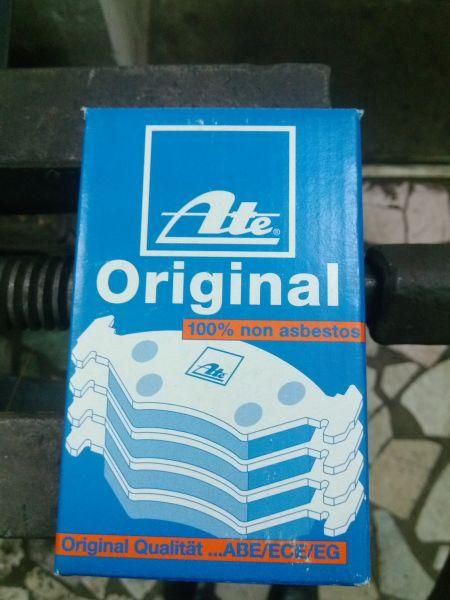 Ate®
Original
100% non asbestos
Ate
Original Qualität ...ABE/ECE/EG